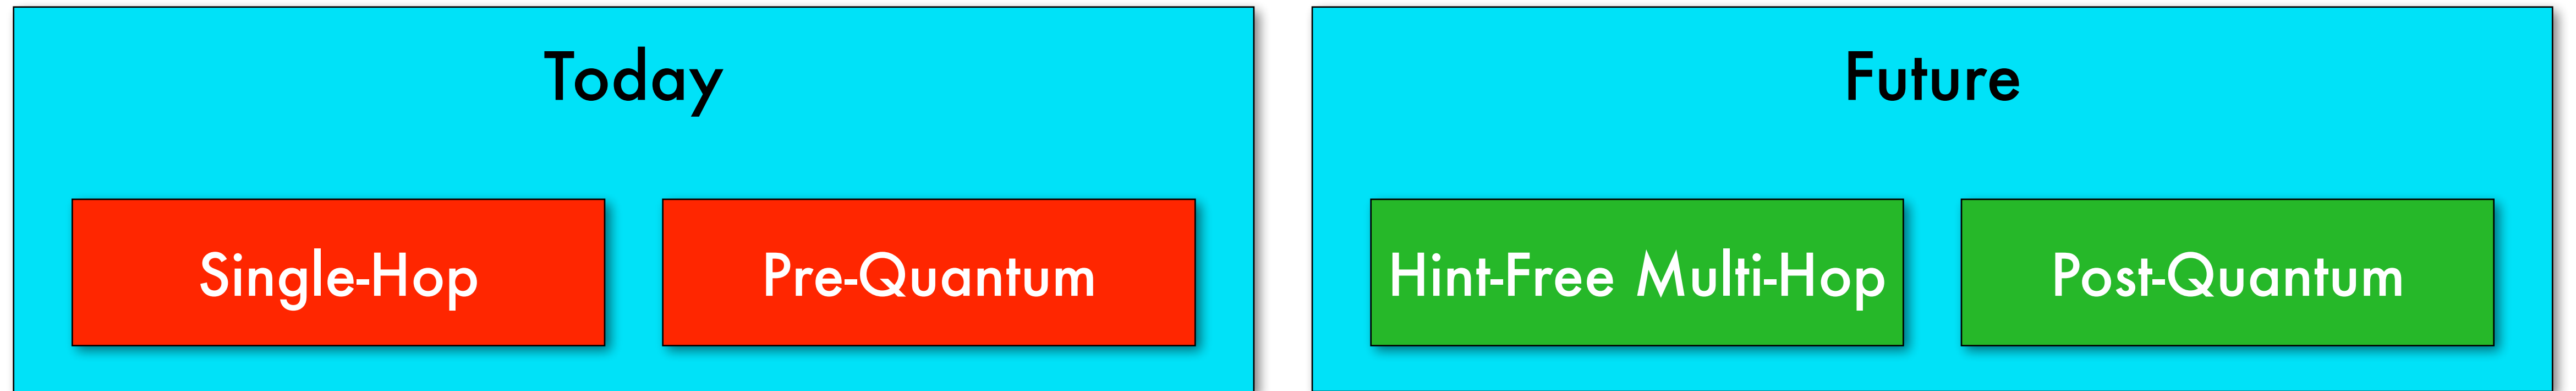 Today
Single-Hop
Pre-Quantum
Future
Hint-Free Multi-Hop
Post-Quantum